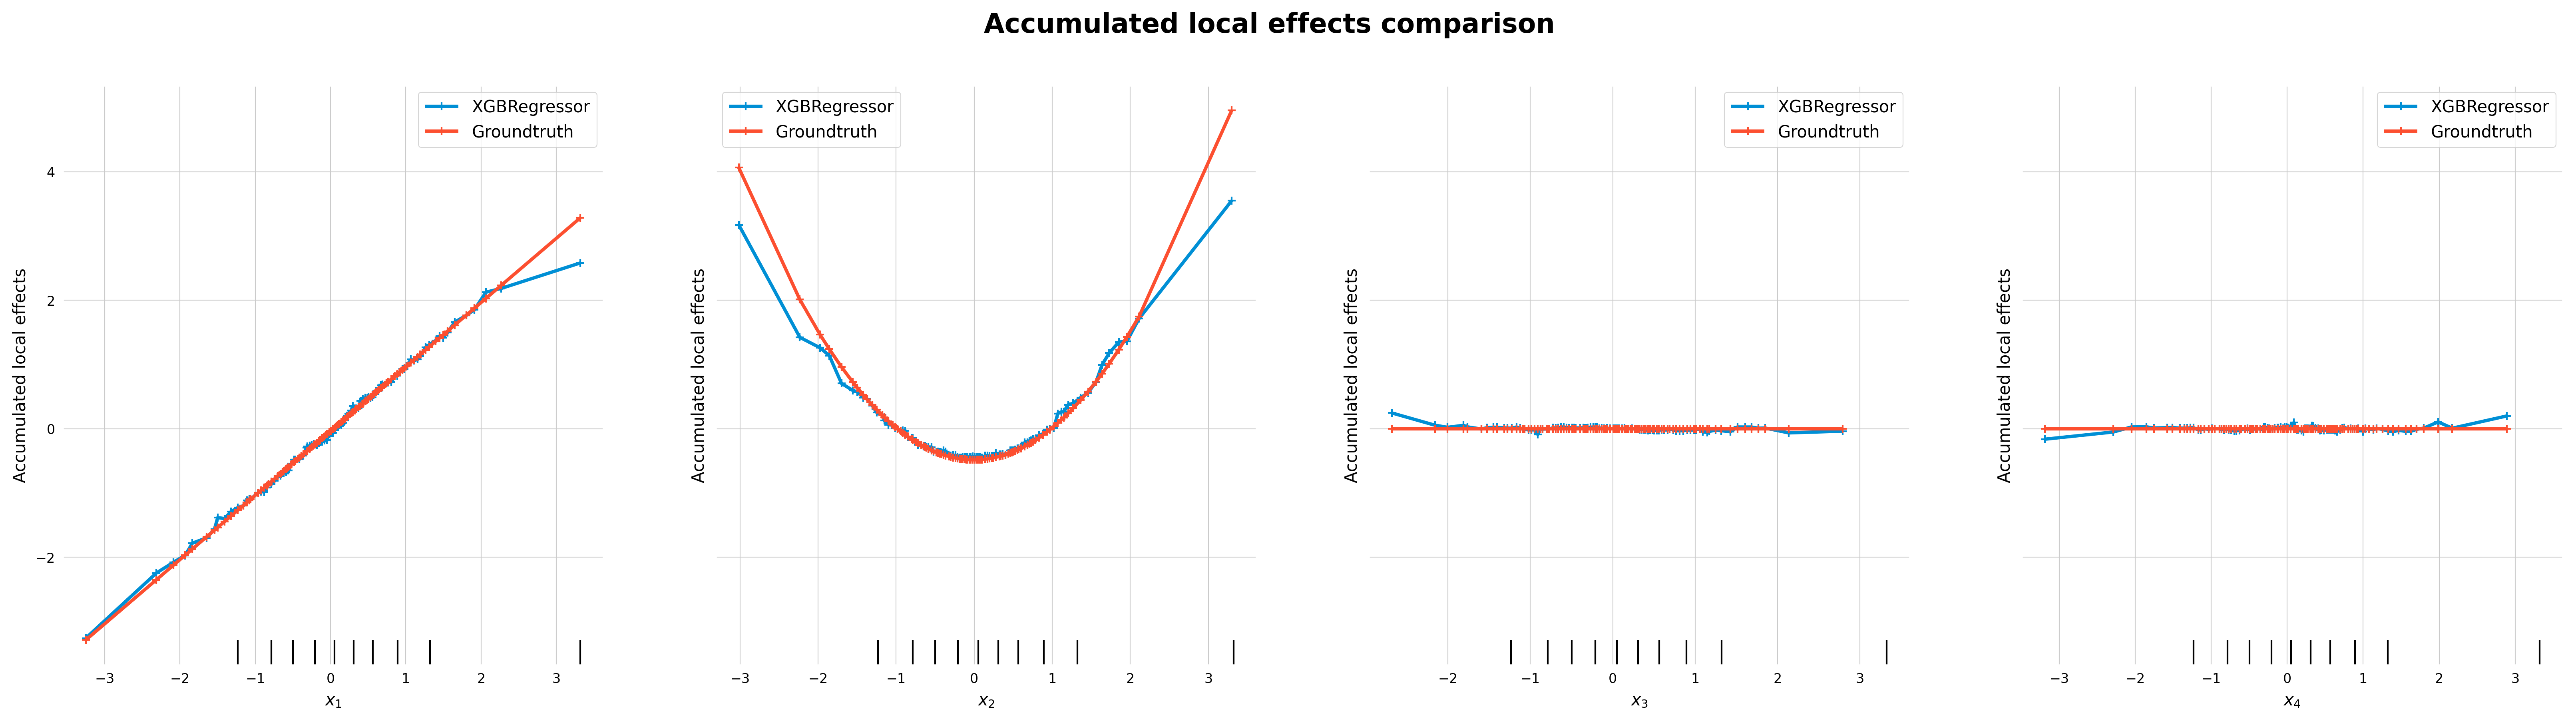 Accumulated local effects comparison
Accumulated local effects
XGBRegressor
Groundtruth
4
2
0
−2
−3 −2 −1 0 1 2 3
x₁
Accumulated local effects
XGBRegressor
Groundtruth
−3 −2 −1 0 1 2 3
x₂
Accumulated local effects
XGBRegressor
Groundtruth
−2 −1 0 1 2 3
x₃
Accumulated local effects
XGBRegressor
Groundtruth
−3 −2 −1 0 1 2 3
x₄